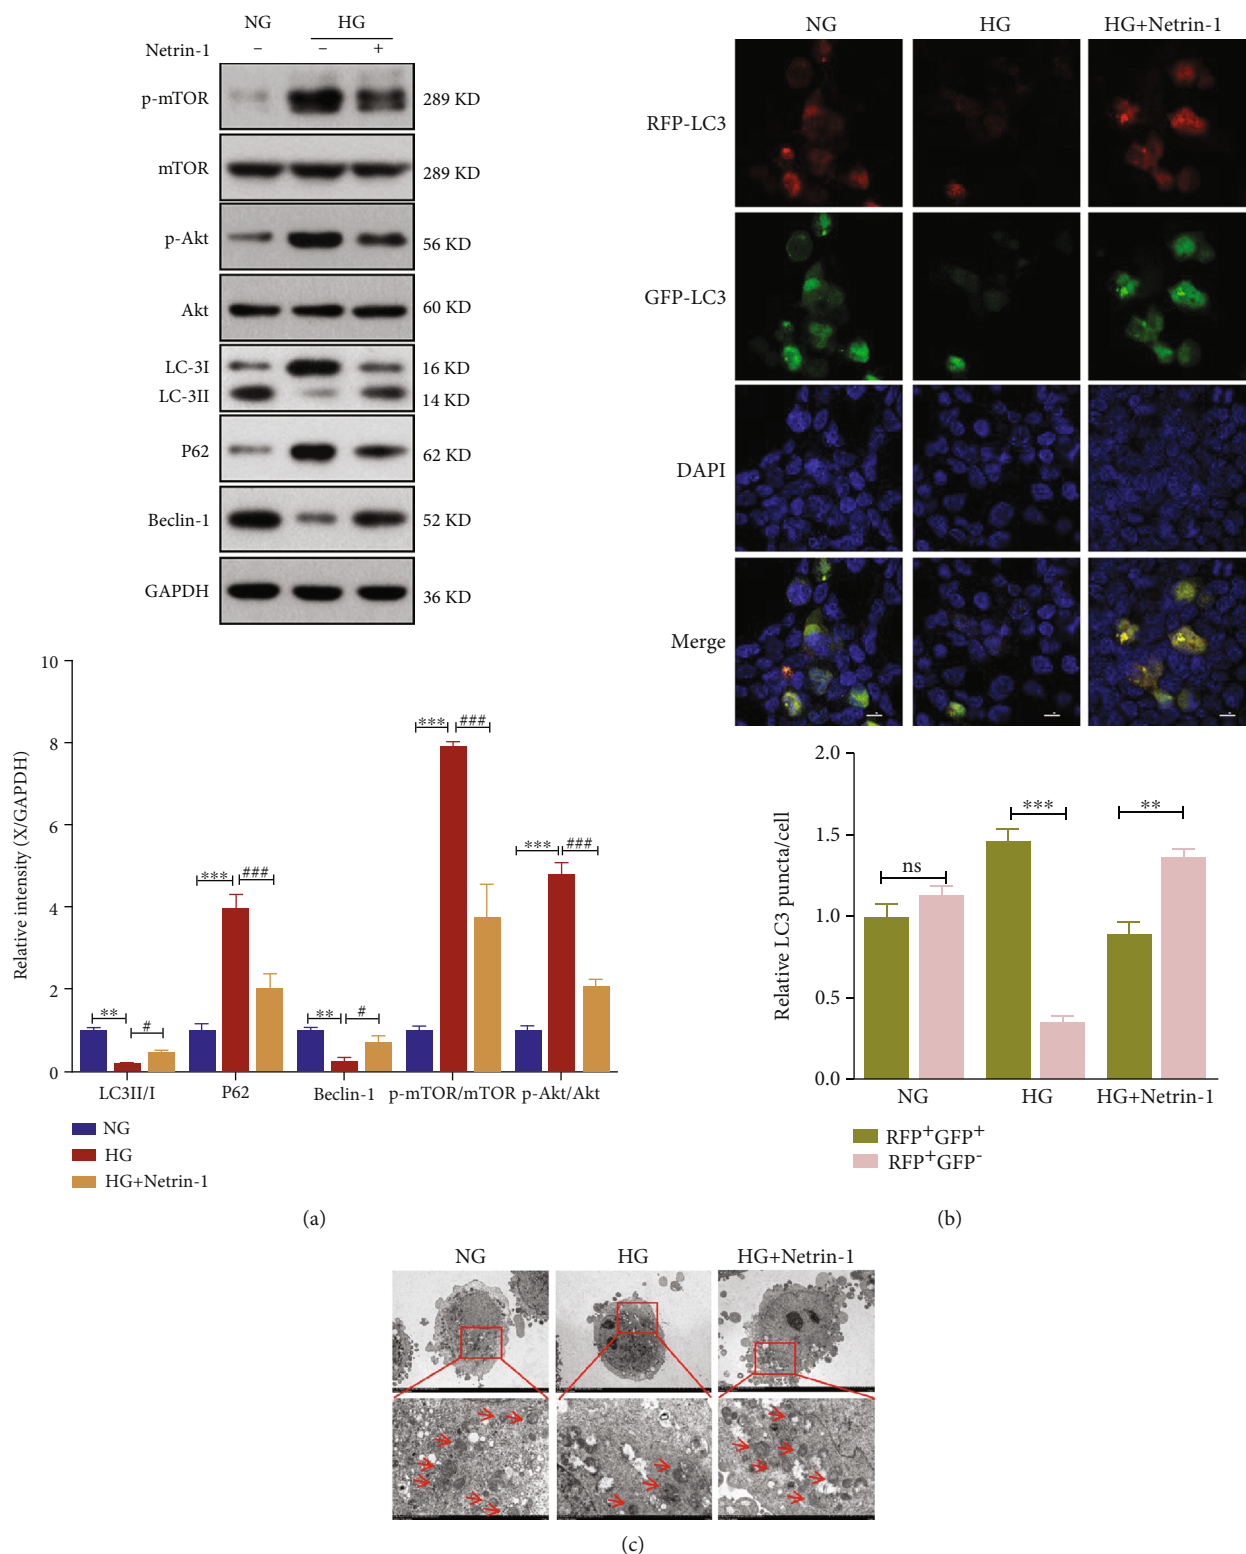 NG HG
Netrin-1 – – +
p-mTOR 289 KD
mTOR 289 KD
p-Akt 56 KD
Akt 60 KD
LC-3I 16 KD
LC-3II 14 KD
P62 62 KD
Beclin-1 52 KD
GAPDH 36 KD
Relative intensity (X/GAPDH)
10
8
6
4
2
0
** #
*** ###
** #
*** ###
*** ###
LC3II/I P62 Beclin-1 p-mTOR/mTOR p-Akt/Akt
NG
HG
HG+Netrin-1
(a)
NG HG HG+Netrin-1
RFP-LC3
GFP-LC3
DAPI
Merge
Relative LC3 puncta/cell
2.0
1.5
1.0
0.5
0.0
ns *** **
NG HG HG+Netrin-1
RFP+GFP+
RFP+GFP-
(b)
NG HG HG+Netrin-1
(c)